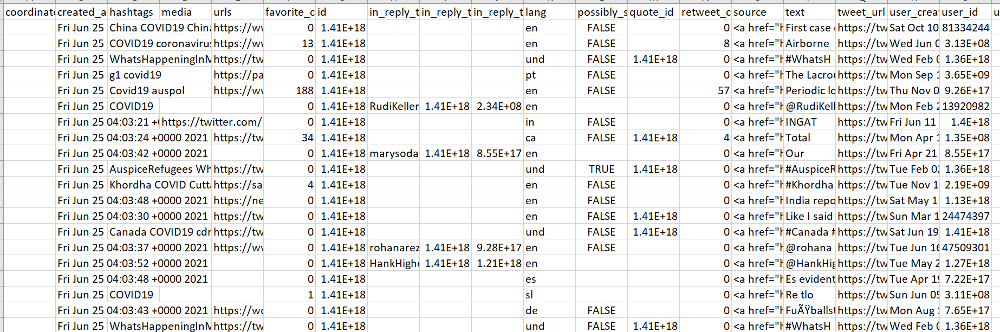 coordinate created_a hashtags media urls favorite_c id in_reply_t in_reply_t in_reply_t lang possibly_s quote_id retweet_c source text tweet_url user_crea user_id u
Fri Jun 25 China COVID19 China https://ww 0 1.41E+18 en FALSE 0 <a href="h First case https://tw Sat Oct 10 81334244
Fri Jun 25 COVID19 coronavirus https://ww 13 1.41E+18 en FALSE 8 <a href="h Airborne https://tw Wed Jun 0 3.13E+08
Fri Jun 25 WhatsHappeningInM https://tw 0 1.41E+18 und FALSE 1.41E+18 0 <a href="h #WhatsH https://tw Wed Feb 0 1.36E+18
Fri Jun 25 g1 covid19 https://pa 0 1.41E+18 pt FALSE 0 <a href="h The Lacrou https://tw Mon Sep 1 3.65E+09
Fri Jun 25 Covid19 auspol https://ww 188 1.41E+18 en FALSE 57 <a href="h Periodic lo https://tw Thu Nov 0 9.26E+17
Fri Jun 25 COVID19 0 1.41E+18 RudiKeller 1.41E+18 2.34E+08 en 0 <a href="h @RudiKell https://tw Mon Feb 2 13920982
Fri Jun 25 04:03:21 +0 https://twitter.com/ 0 1.41E+18 in FALSE 0 <a href="h INGAT https://tw Fri Jun 11 1.4E+18
Fri Jun 25 04:03:24 +0000 2021 https://tw 34 1.41E+18 ca FALSE 1.41E+18 4 <a href="h Total https://tw Mon Apr 1 1.35E+08
Fri Jun 25 04:03:42 +0000 2021 0 1.41E+18 marysoda 1.41E+18 8.55E+17 en 0 <a href="h Our https://tw Fri Apr 21 8.55E+17
Fri Jun 25 AuspiceRefugees Wh https://tw 0 1.41E+18 und TRUE 1.41E+18 0 <a href="h #AuspiceR https://tw Tue Feb 02 1.36E+18
Fri Jun 25 Khordha COVID Cutta https://sa 4 1.41E+18 en FALSE 0 <a href="h #Khordha https://tw Tue Nov 1 2.19E+09
Fri Jun 25 04:03:48 +0000 2021 https://ne 0 1.41E+18 en FALSE 0 <a href="h India repo https://tw Sat May 11 1.13E+18
Fri Jun 25 04:03:30 +0000 2021 https://tw 0 1.41E+18 en FALSE 1.41E+18 0 <a href="h Like I said https://tw Sun Mar 1 24474397
Fri Jun 25 Canada COVID19 cdn https://tw 0 1.41E+18 und FALSE 1.41E+18 0 <a href="h #Canada # https://tw Sat Jun 19 1.41E+18
Fri Jun 25 04:03:37 +0000 2021 https://ww 0 1.41E+18 rohanarez 1.41E+18 9.28E+17 en FALSE 0 <a href="h @rohana https://tw Tue Jun 16 47509301
Fri Jun 25 04:03:52 +0000 2021 0 1.41E+18 HankHigh 1.41E+18 1.21E+18 en 0 <a href="h @HankHig https://tw Tue May 2 1.27E+18
Fri Jun 25 04:03:48 +0000 2021 0 1.41E+18 es 0 <a href="h Es evident https://tw Tue Apr 19 7.22E+17
Fri Jun 25 COVID19 1 1.41E+18 sl 0 <a href="h Re tlo https://tw Sun Jun 05 3.11E+08
Fri Jun 25 04:03:43 +0000 2021 https://wo 0 1.41E+18 de FALSE 0 <a href="h FuÃŸballst https://tw Mon Aug 1 7.65E+17
Fri Jun 25 WhatsHappeningInM https://tw 0 1.41E+18 und FALSE 1.41E+18 0 <a href="h #WhatsH https://tw Wed Feb 0 1.36E+18